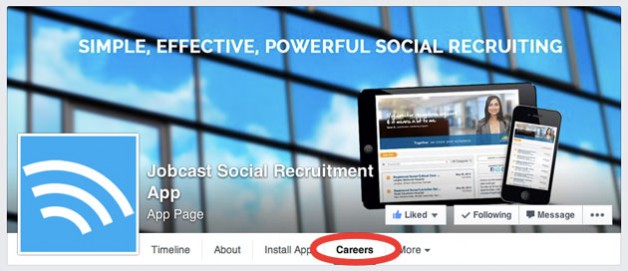 SIMPLE, EFFECTIVE, POWERFUL SOCIAL RECRUITING
Jobcast Social Recruitment
App
App Page
Liked Following Message
Timeline About Install App Careers More